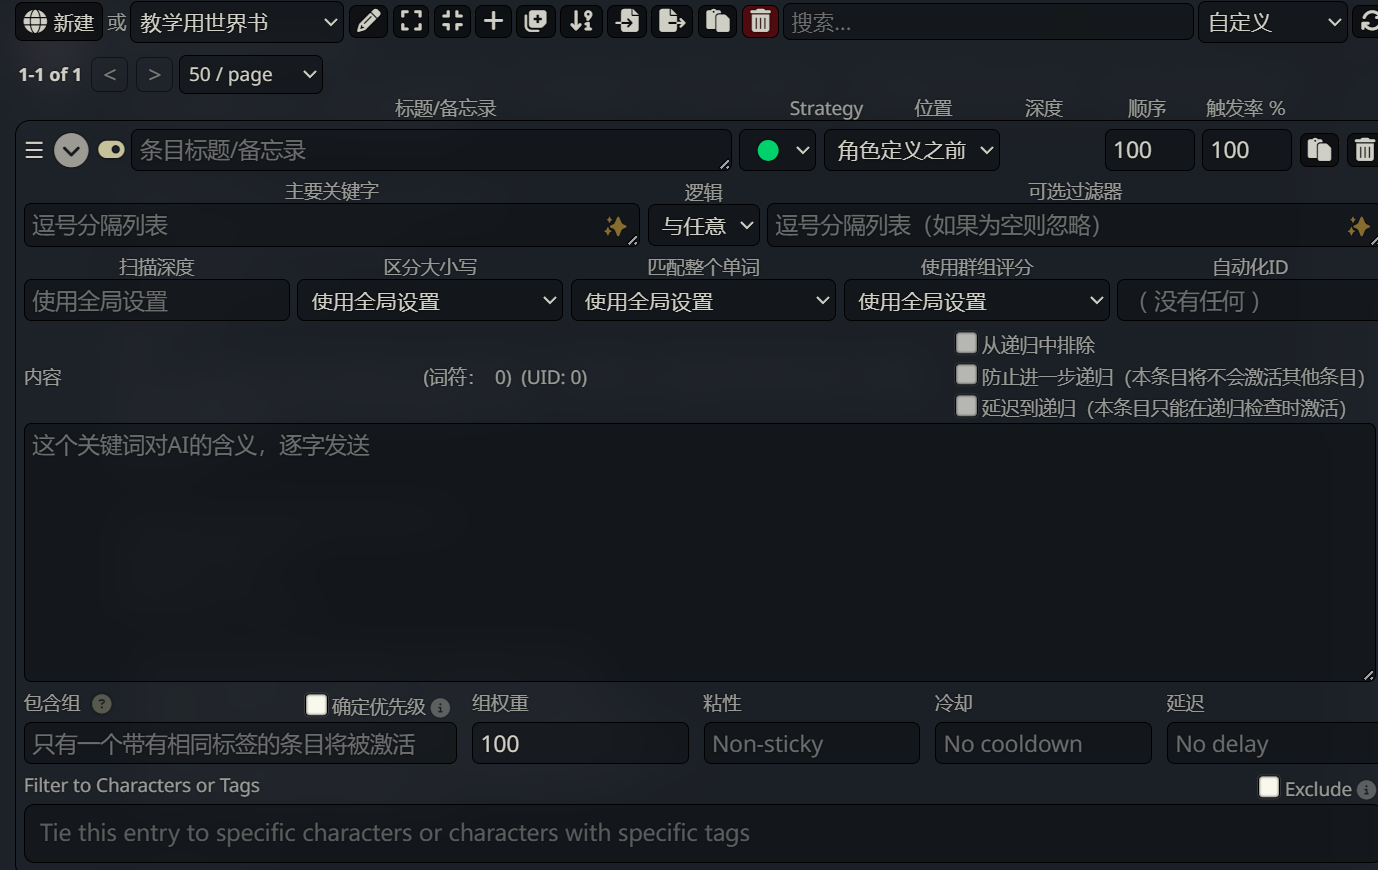 新建 或 教学用世界书 搜索... 自定义
1-1 of 1 < > 50 / page
标题/备忘录 Strategy 位置 深度 顺序 触发率 %
条目标题/备忘录 角色定义之前 100 100
主要关键字 逻辑 可选过滤器
逗号分隔列表 与任意 逗号分隔列表（如果为空则忽略）
扫描深度 区分大小写 匹配整个单词 使用群组评分 自动化ID
使用全局设置 使用全局设置 使用全局设置 使用全局设置 （没有任何）
从递归中排除
内容 (词符： 0) (UID: 0) 防止进一步递归（本条目将不会激活其他条目）
延迟到递归（本条目只能在递归检查时激活）
这个关键词对AI的含义，逐字发送
包含组 ? 确定优先级 i 组权重 粘性 冷却 延迟
只有一个带有相同标签的条目将被激活 100 Non-sticky No cooldown No delay
Filter to Characters or Tags Exclude i
Tie this entry to specific characters or characters with specific tags